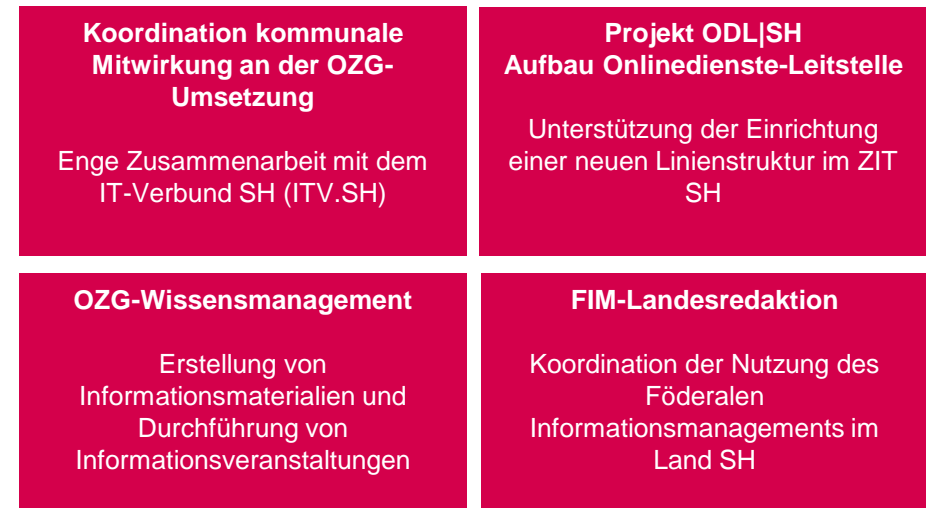 Koordination kommunale
Mitwirkung an der OZG-
Umsetzung
Enge Zusammenarbeit mit dem
IT-Verbund SH (ITV.SH)
Projekt ODL|SH
Aufbau Onlinedienste-Leitstelle
Unterstützung der Einrichtung
einer neuen Linienstruktur im ZIT
SH
OZG-Wissensmanagement
Erstellung von
Informationsmaterialien und
Durchführung von
Informationsveranstaltungen
FIM-Landesredaktion
Koordination der Nutzung des
Föderalen
Informationsmanagements im
Land SH